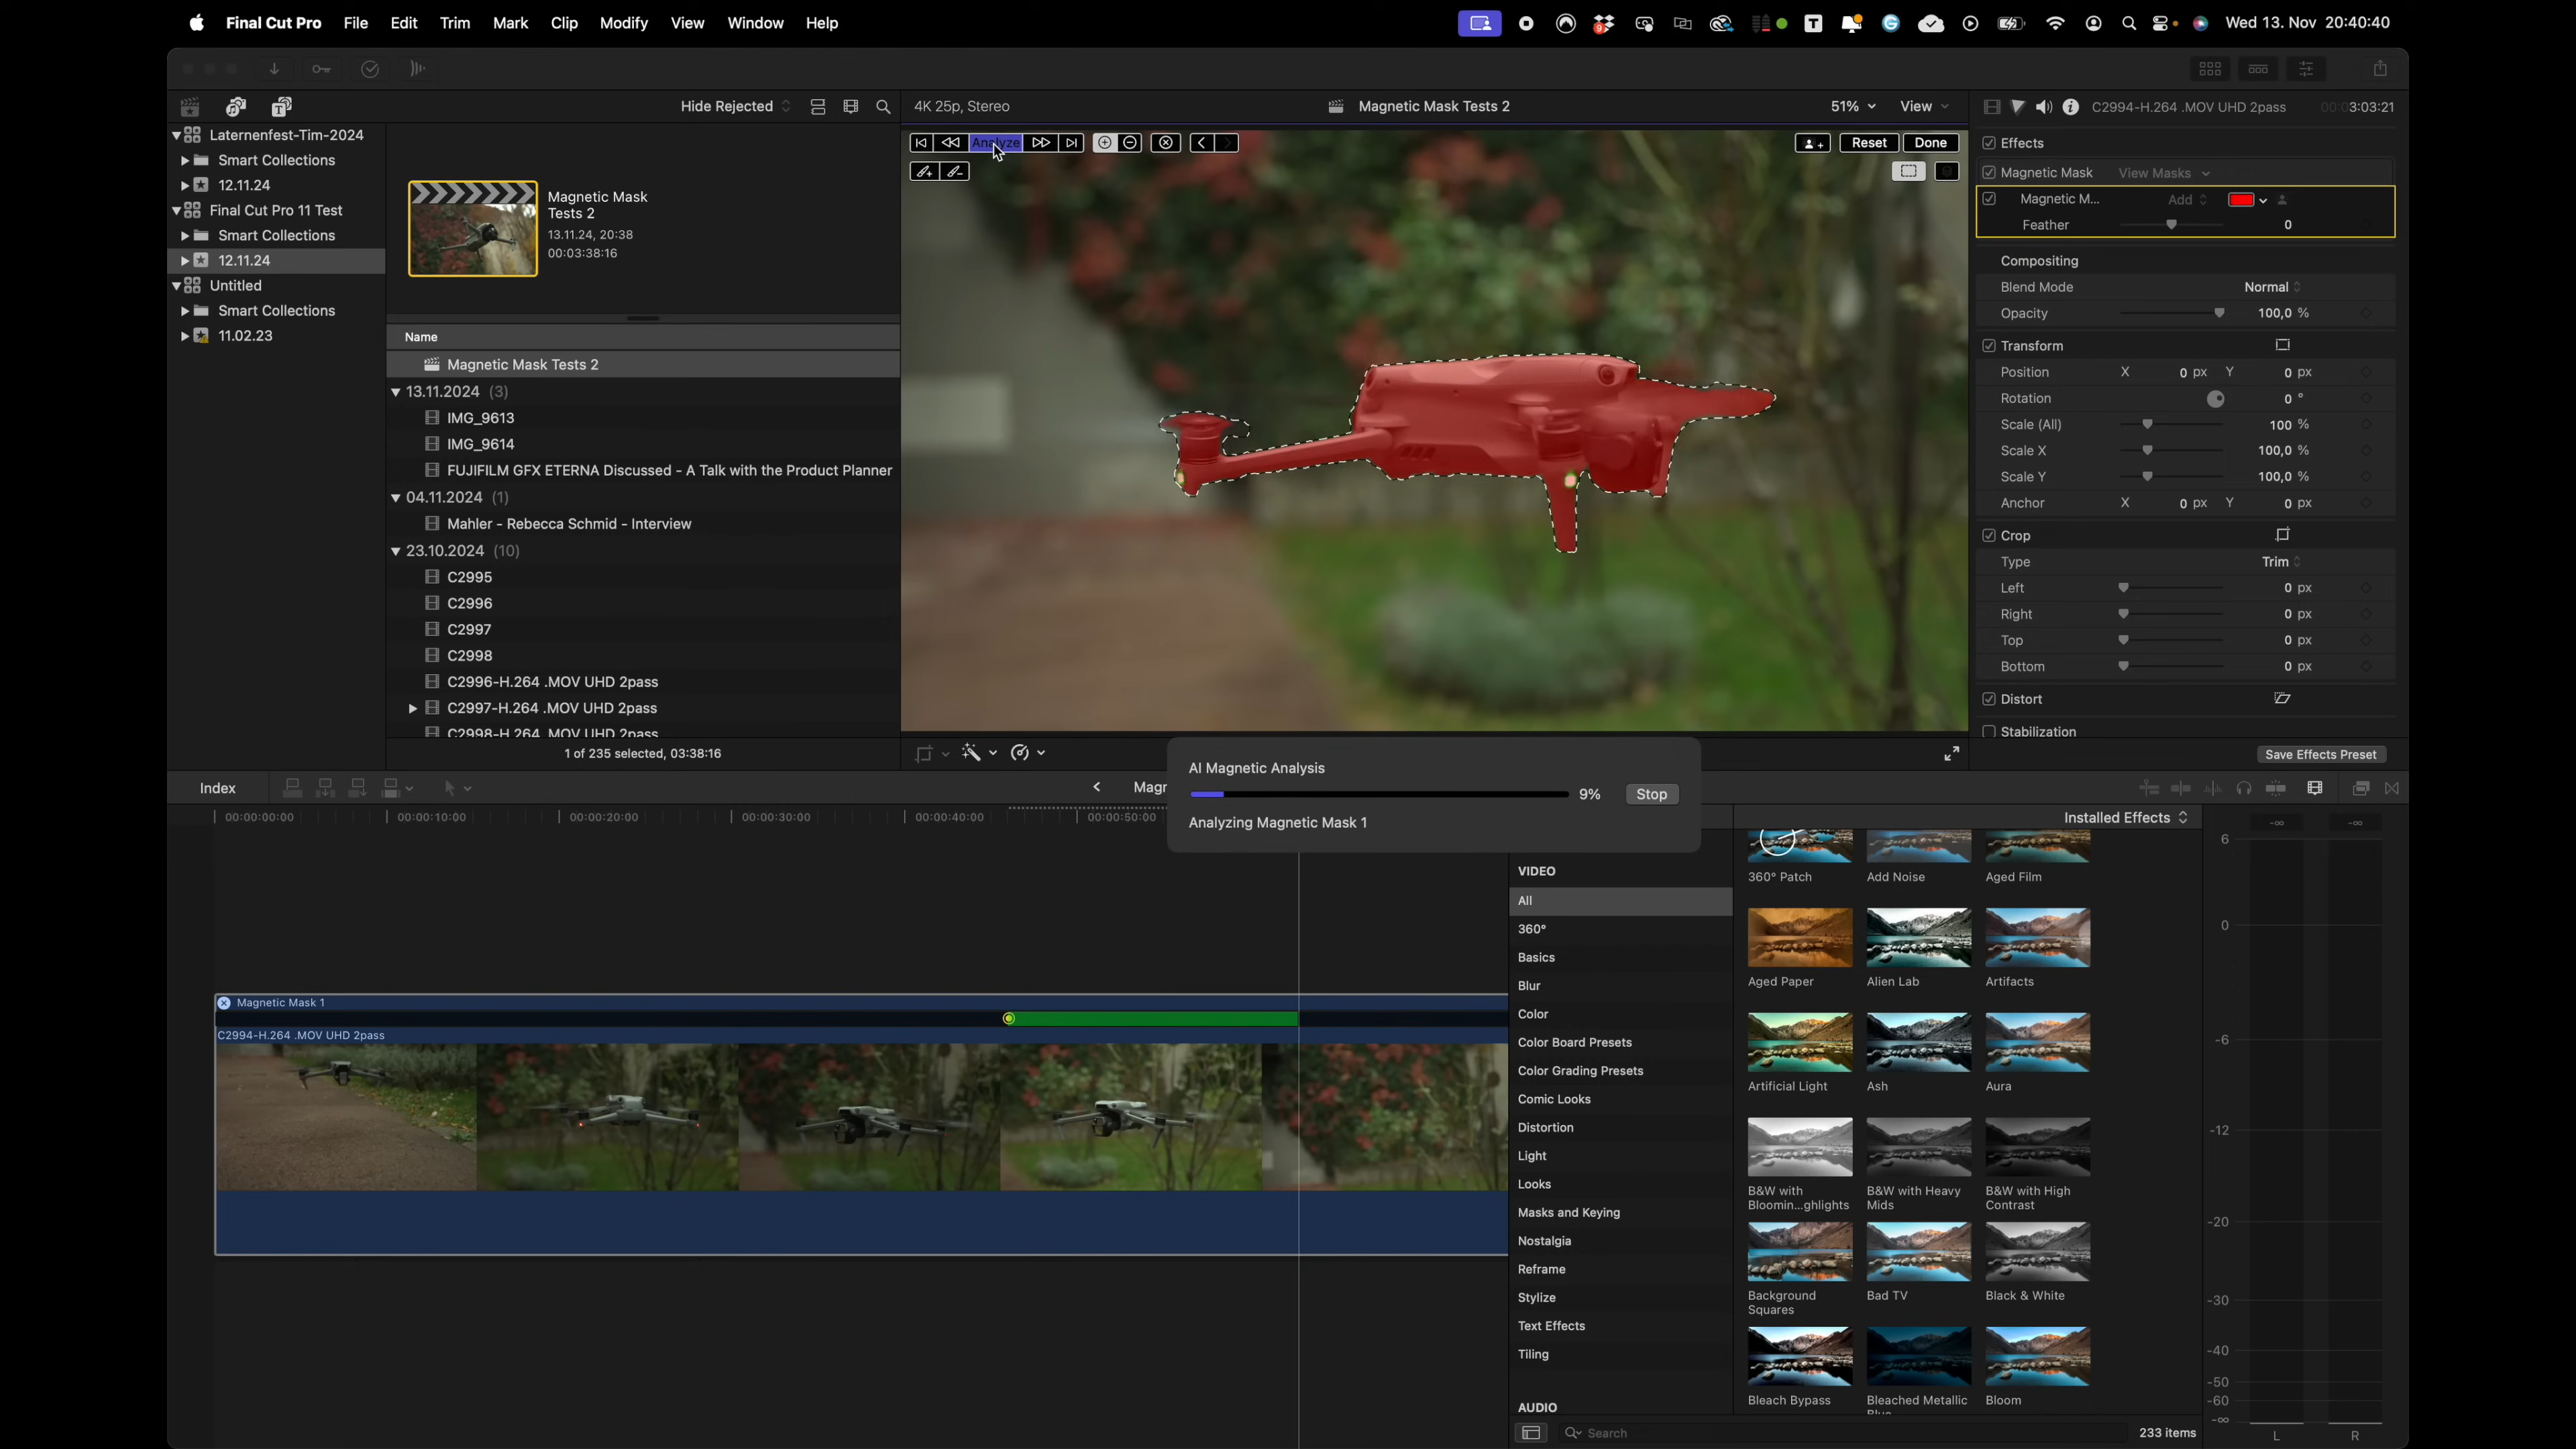 Final Cut Pro File Edit Trim Mark Clip Modify View Window Help
9
T
Wed 13. Nov 20:40:40
Hide Rejected
4K 25p, Stereo
Magnetic Mask Tests 2
51%
View
C2994-H.264 .MOV UHD 2pass
00:03:03:21
Laternenfest-Tim-2024
Smart Collections
12.11.24
Final Cut Pro 11 Test
Smart Collections
12.11.24
Untitled
Smart Collections
11.02.23
Magnetic Mask
Tests 2
13.11.24, 20:38
00:03:38:16
Name
Magnetic Mask Tests 2
13.11.2024 (3)
IMG_9613
IMG_9614
FUJIFILM GFX ETERNA Discussed - A Talk with the Product Planner
04.11.2024 (1)
Mahler - Rebecca Schmid - Interview
23.10.2024 (10)
C2995
C2996
C2997
C2998
C2996-H.264 .MOV UHD 2pass
C2997-H.264 .MOV UHD 2pass
C2998-H.264 .MOV UHD 2pass
1 of 235 selected, 03:38:16
Analyze
Reset
Done
Effects
Magnetic Mask View Masks
Magnetic M... Add
Feather 0
Compositing
Blend Mode Normal
Opacity 100,0 %
Transform
Position X 0 px Y 0 px
Rotation 0 °
Scale (All) 100 %
Scale X 100,0 %
Scale Y 100,0 %
Anchor X 0 px Y 0 px
Crop
Type Trim
Left 0 px
Right 0 px
Top 0 px
Bottom 0 px
Distort
Stabilization
Save Effects Preset
Index
Magn
AI Magnetic Analysis
9%
Stop
Analyzing Magnetic Mask 1
00:00:00:00 00:00:10:00 00:00:20:00 00:00:30:00 00:00:40:00 00:00:50:00
Magnetic Mask 1
C2994-H.264 .MOV UHD 2pass
Installed Effects
VIDEO
All
360°
Basics
Blur
Color
Color Board Presets
Color Grading Presets
Comic Looks
Distortion
Light
Looks
Masks and Keying
Nostalgia
Reframe
Stylize
Text Effects
Tiling
AUDIO
360° Patch
Add Noise
Aged Film
Aged Paper
Alien Lab
Artifacts
Artificial Light
Ash
Aura
B&W with
Bloomin...ghlights
B&W with Heavy
Mids
B&W with High
Contrast
Background
Squares
Bad TV
Black & White
Bleach Bypass
Bleached Metallic
Blue
Bloom
Search
233 items
-∞ -∞
6
0
-6
-12
-20
-30
-40
-50
-60
-∞
L R